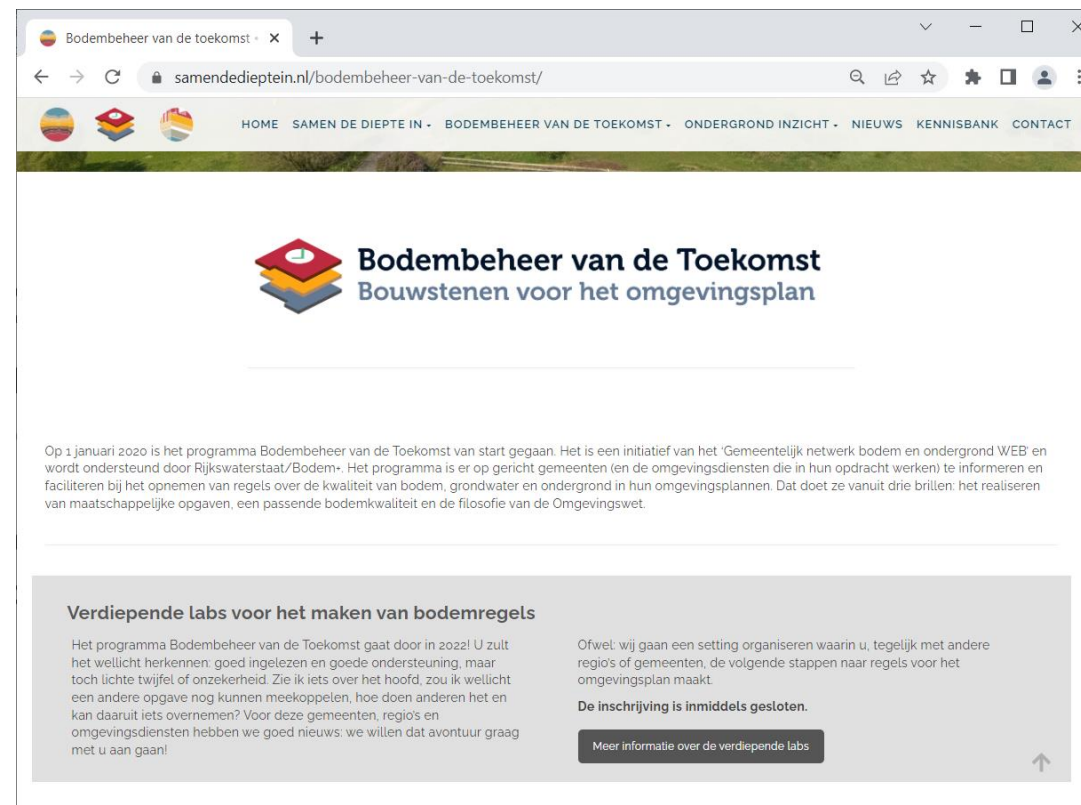 Bodembeheer van de toekomst -
samendedieptein.nl/bodembeheer-van-de-toekomst/
HOME SAMEN DE DIEPTE IN BODEMBEHEER VAN DE TOEKOMST ONDERGROND INZICHT NIEUWS KENNISBANK CONTACT
Bodembeheer van de Toekomst
Bouwstenen voor het omgevingsplan
Op 1 januari 2020 is het programma Bodembeheer van de Toekomst van start gegaan. Het is een initiatief van het 'Gemeentelijk netwerk bodem en ondergrond WEB' en
wordt ondersteund door Rijkswaterstaat/Bodem+. Het programma is er op gericht gemeenten (en de omgevingsdiensten die in hun opdracht werken) te informeren en
faciliteren bij het opnemen van regels over de kwaliteit van bodem, grondwater en ondergrond in hun omgevingsplannen. Dat doet ze vanuit drie brillen: het realiseren
van maatschappelijke opgaven, een passende bodemkwaliteit en de filosofie van de Omgevingswet.
Verdiepende labs voor het maken van bodemregels
Het programma Bodembeheer van de Toekomst gaat door in 2022! U zult
het wellicht herkennen: goed ingelezen en goede ondersteuning, maar
toch lichte twijfel of onzekerheid. Zie ik iets over het hoofd, zou ik wellicht
een andere opgave nog kunnen meekoppelen, hoe doen anderen het en
kan daaruit iets overnemen? Voor deze gemeenten, regio's en
omgevingsdiensten hebben we goed nieuws: we willen dat avontuur graag
met u aan gaan!
Ofwel: wij gaan een setting organiseren waarin u, tegelijk met andere
regio's of gemeenten, de volgende stappen naar regels voor het
omgevingsplan maakt.
De inschrijving is inmiddels gesloten.
Meer informatie over de verdiepende labs